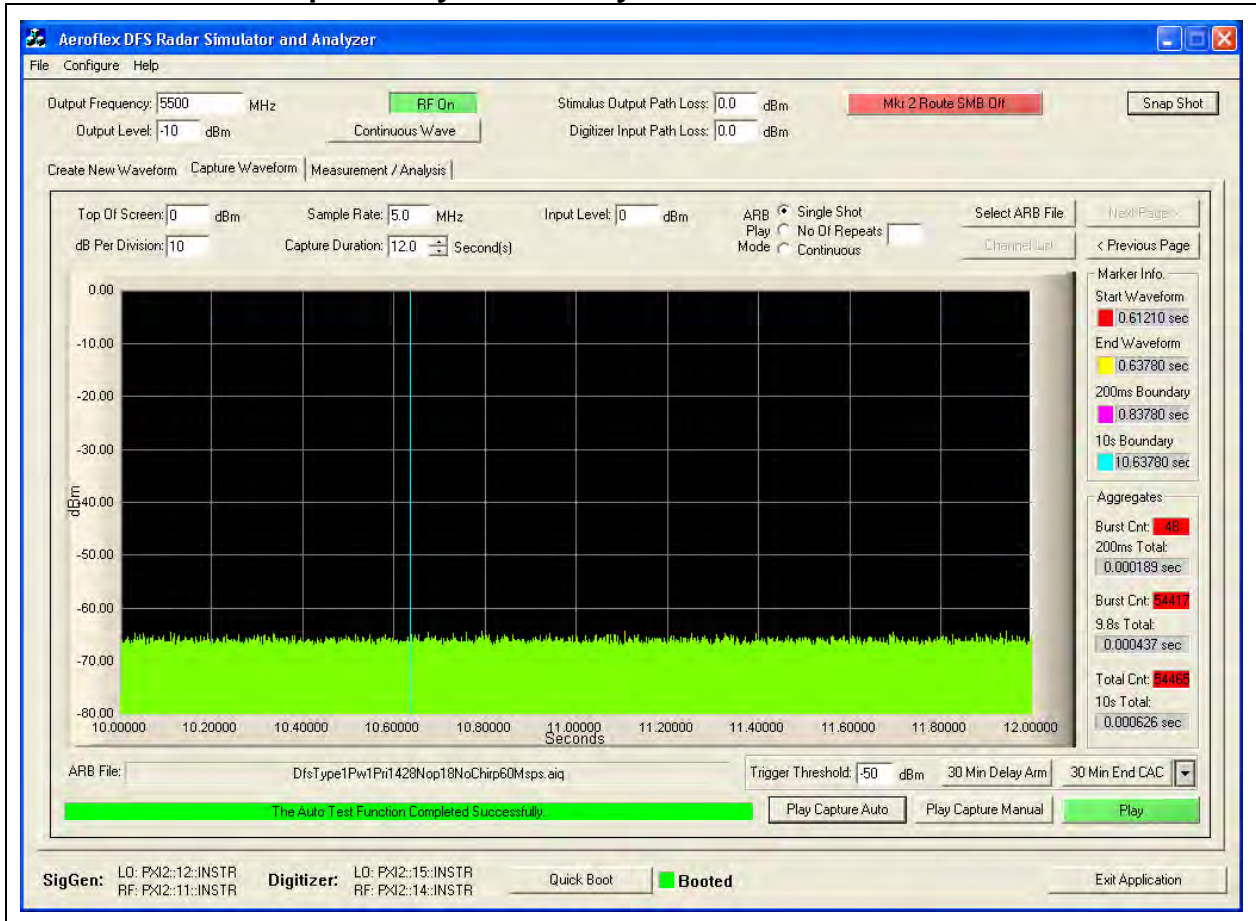 Aeroflex DFS Radar Simulator and Analyzer
File Configure Help
Output Frequency: 5500 MHz RF On Stimulus Output Path Loss: 0.0 dBm Mkr 2 Route SMB Off Snap Shot
Output Level: -10 dBm Continuous Wave Digitizer Input Path Loss: 0.0 dBm
Create New Waveform Capture Waveform Measurement / Analysis
Top Of Screen: 0 dBm Sample Rate: 5.0 MHz Input Level: 0 dBm ARB Play Mode Single Shot Select ARB File Next Page >
No Of Repeats
dB Per Division: 10 Capture Duration: 12.0 Second(s) Continuous Channel List < Previous Page
0.00
-10.00
-20.00
-30.00
-40.00
-50.00
-60.00
-70.00
-80.00
dBm
10.00000 10.20000 10.40000 10.60000 10.80000 11.00000 11.20000 11.40000 11.60000 11.80000 12.00000
Seconds
Marker Info.
Start Waveform
0.61210 sec
End Waveform
0.63780 sec
200ms Boundary
0.83780 sec
10s Boundary
10.63780 sec
Aggregates
Burst Cnt: 48
200ms Total:
0.000189 sec
Burst Cnt: 54417
9.8s Total:
0.000437 sec
Total Cnt: 54465
10s Total:
0.000626 sec
ARB File: DfsType1Pw1Pri1428Nop18NoChirp60Msps.aiq Trigger Threshold: -50 dBm 30 Min Delay Arm 30 Min End CAC
The Auto Test Function Completed Successfully. Play Capture Auto Play Capture Manual Play
SigGen: LO: PXI2::12::INSTR Digitizer: LO: PXI2::15::INSTR Quick Boot Booted Exit Application
RF: PXI2::11::INSTR RF: PXI2::14::INSTR